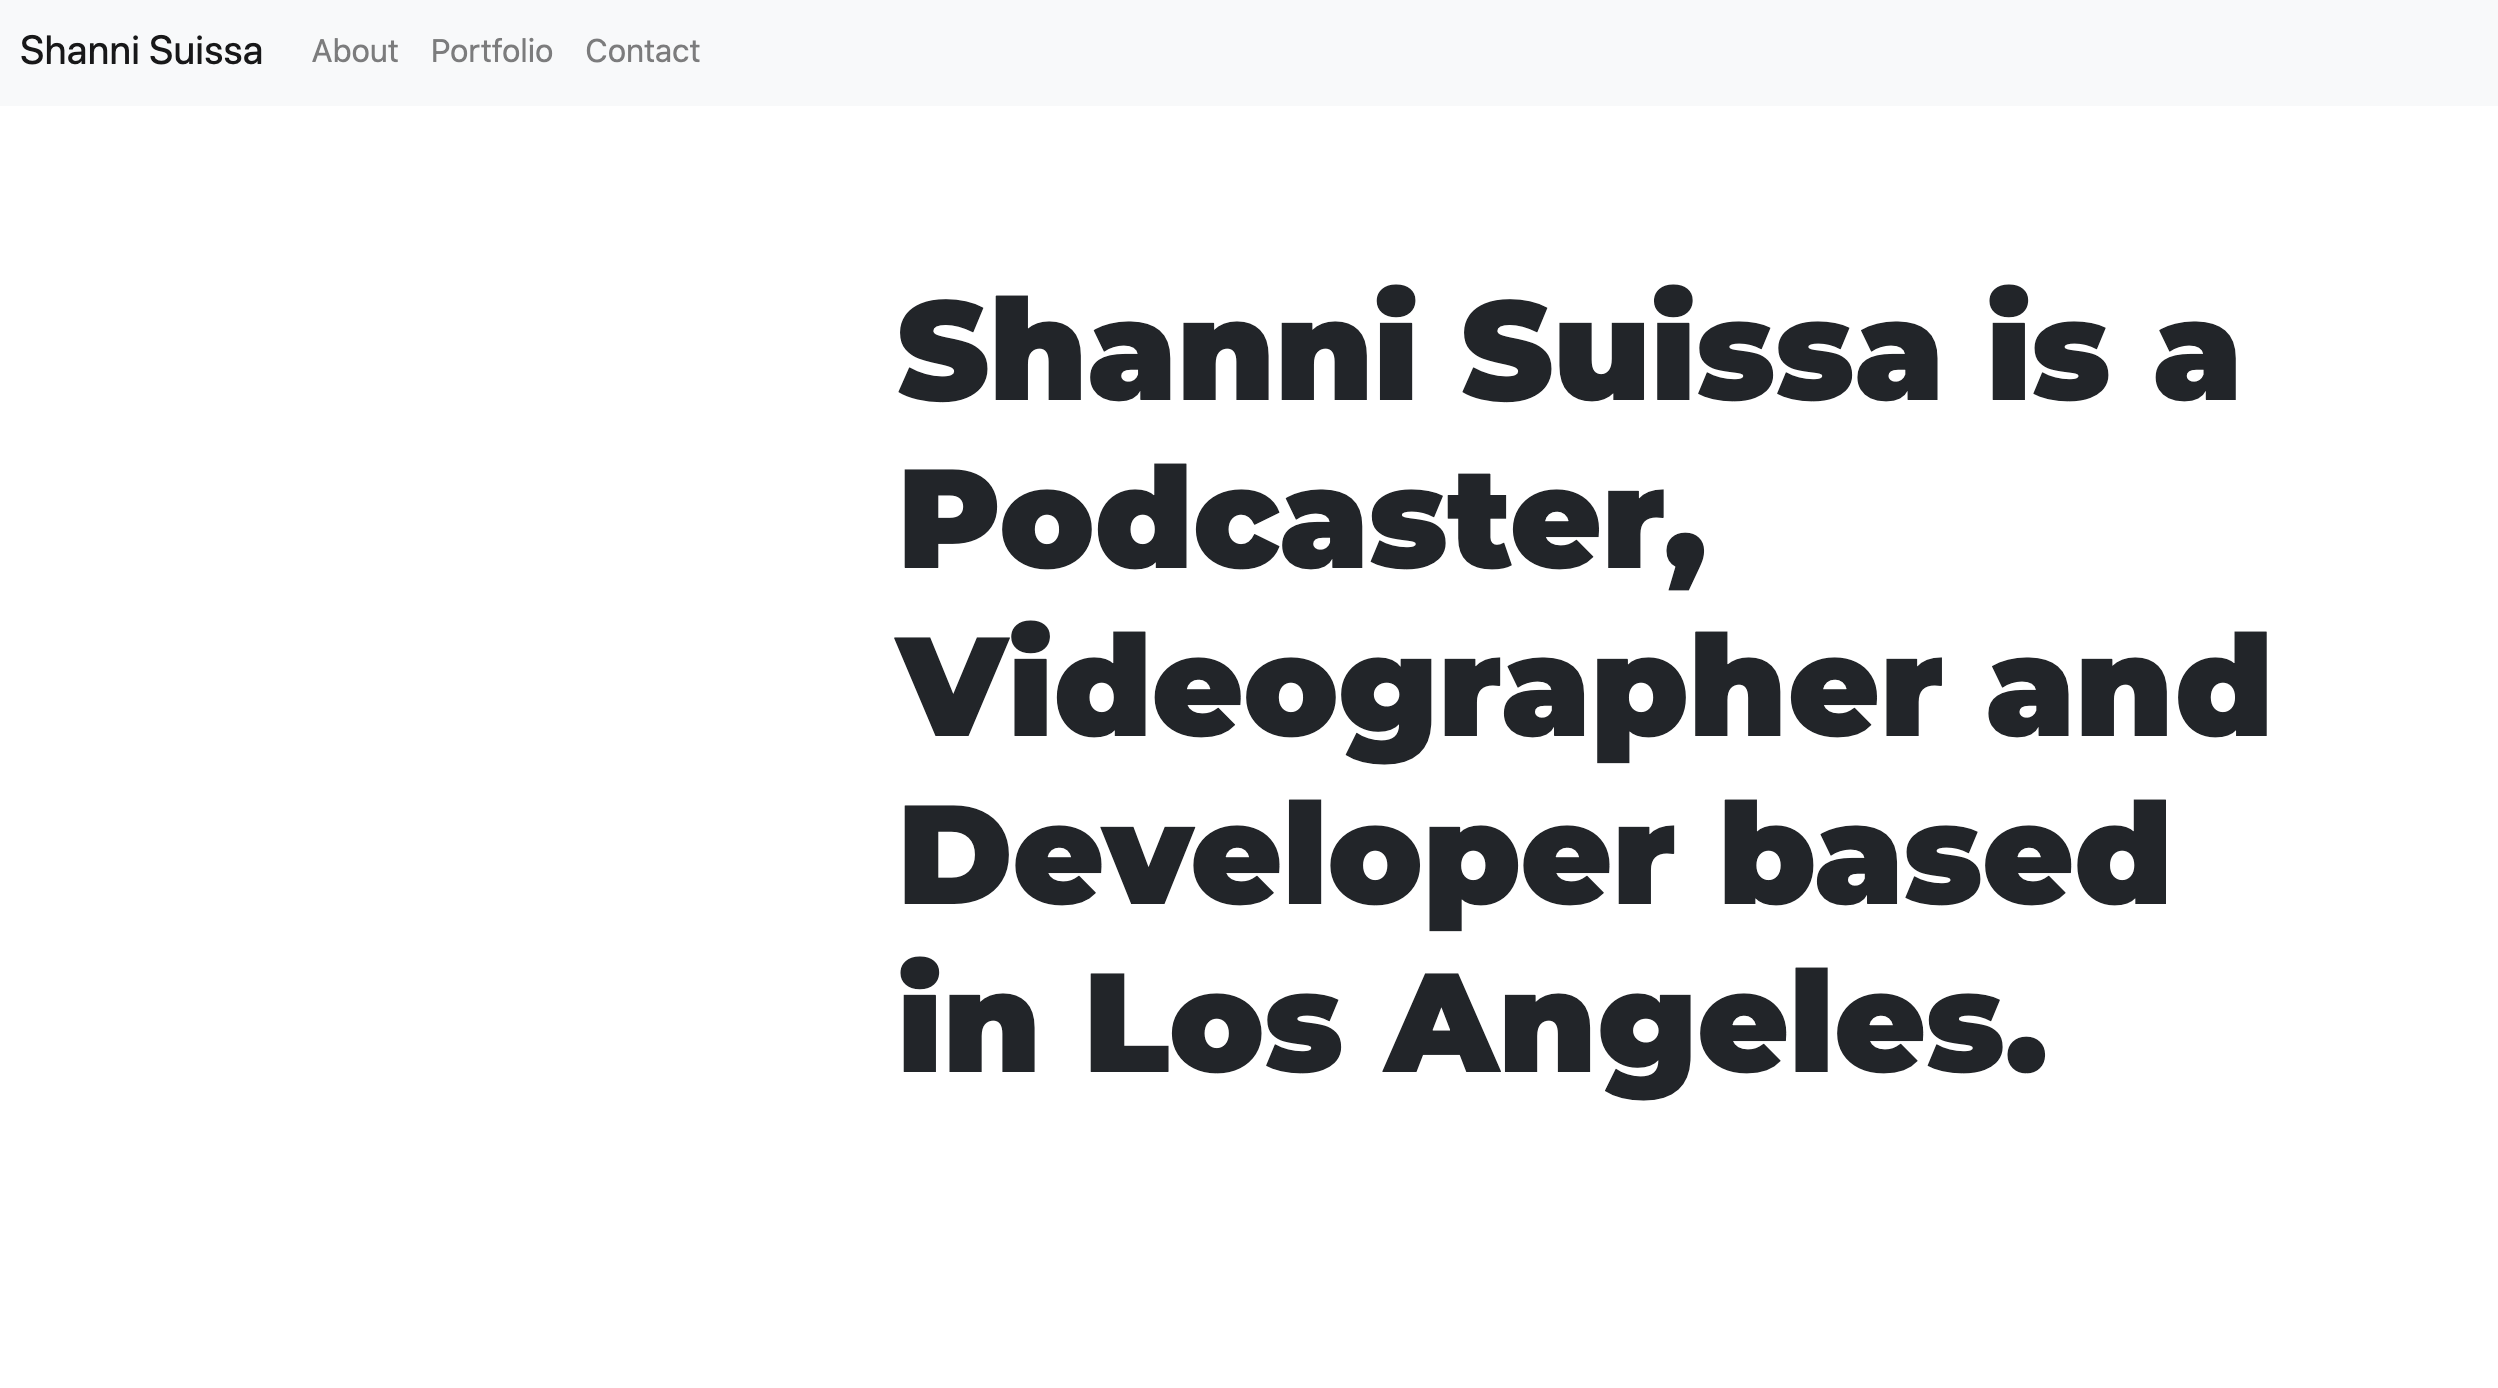 Shanni Suissa About Portfolio Contact
Shanni Suissa is a
Podcaster,
Videographer and
Developer based
in Los Angeles.